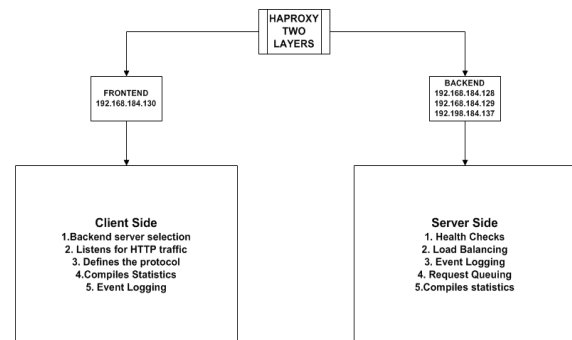 HAPROXY
TWO
LAYERS
FRONTEND
192.168.184.130
BACKEND
192.168.184.128
192.168.184.129
192.198.184.137
Client Side
1.Backend server selection
2. Listens for HTTP traffic
3. Defines the protocol
4.Compiles Statistics
5. Event Logging
Server Side
1. Health Checks
2. Load Balancing
3. Event Logging
4. Request Queuing
5.Compiles statistics